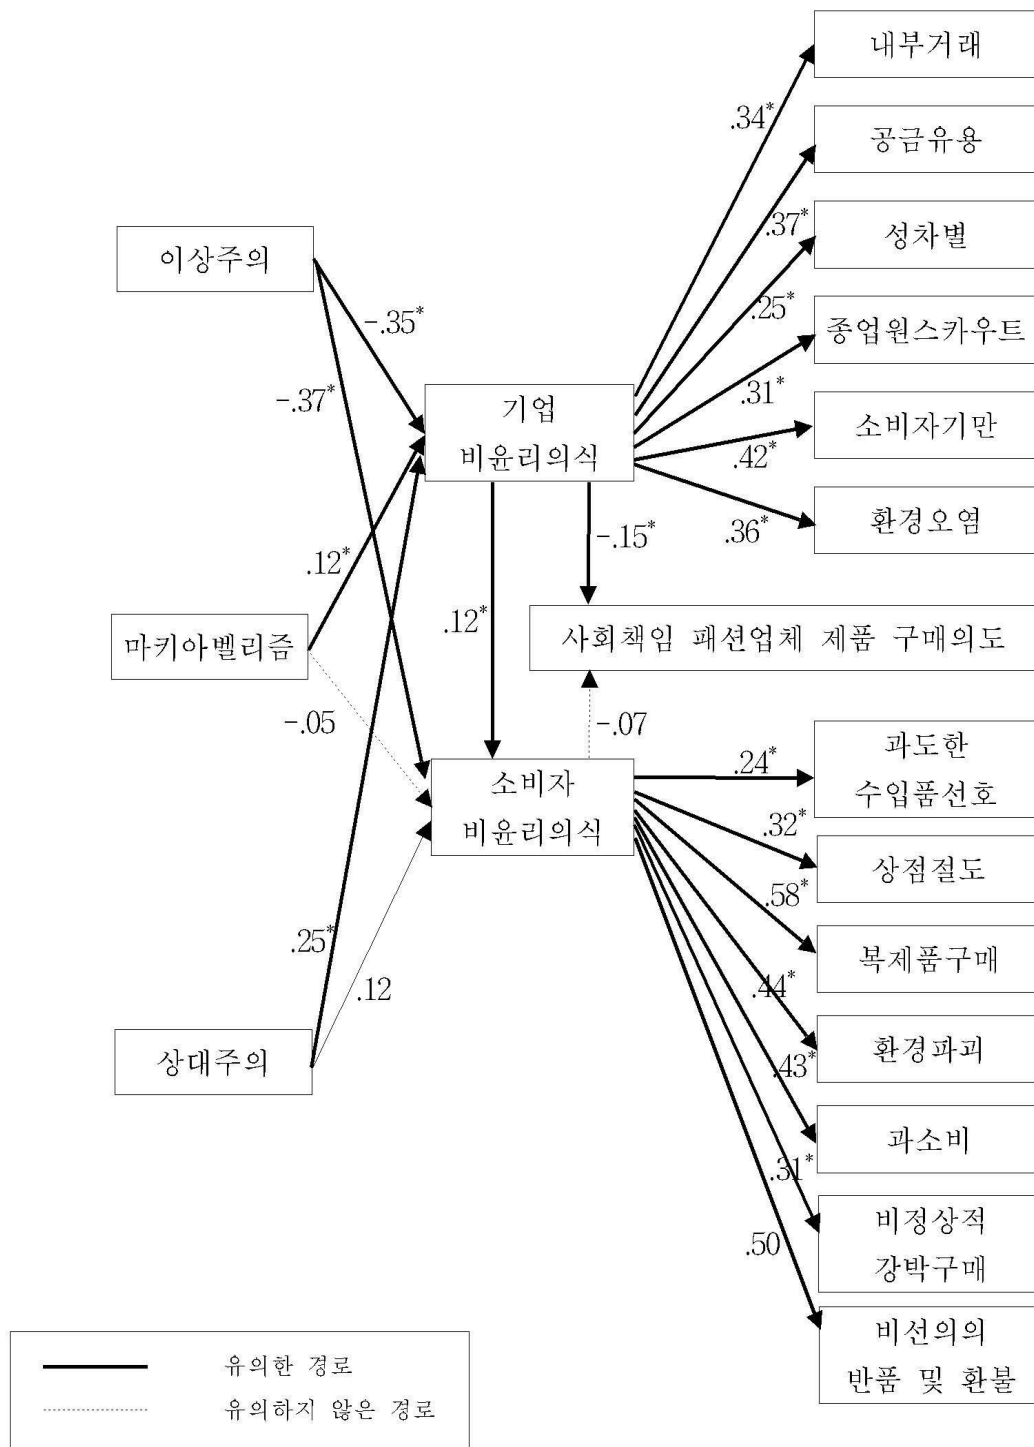 내부거래
.34*
공금유용
.37*
성차별
이상주의
.25*
-.35*
종업원스카우트
-.37*
.31*
기업
비윤리의식
소비자기만
.42*
환경오염
.36*
-.15*
.12*
.12*
마키아벨리즘
사회책임 패션업체 제품 구매의도
-.05
-.07
과도한
수입품선호
.24*
소비자
비윤리의식
.32*
상점절도
.58*
복제품구매
.25*
.12
.44*
상대주의
환경파괴
.43*
과소비
.31*
비정상적
강박구매
.50
비선의의
반품 및 환불
유의한 경로
유의하지 않은 경로